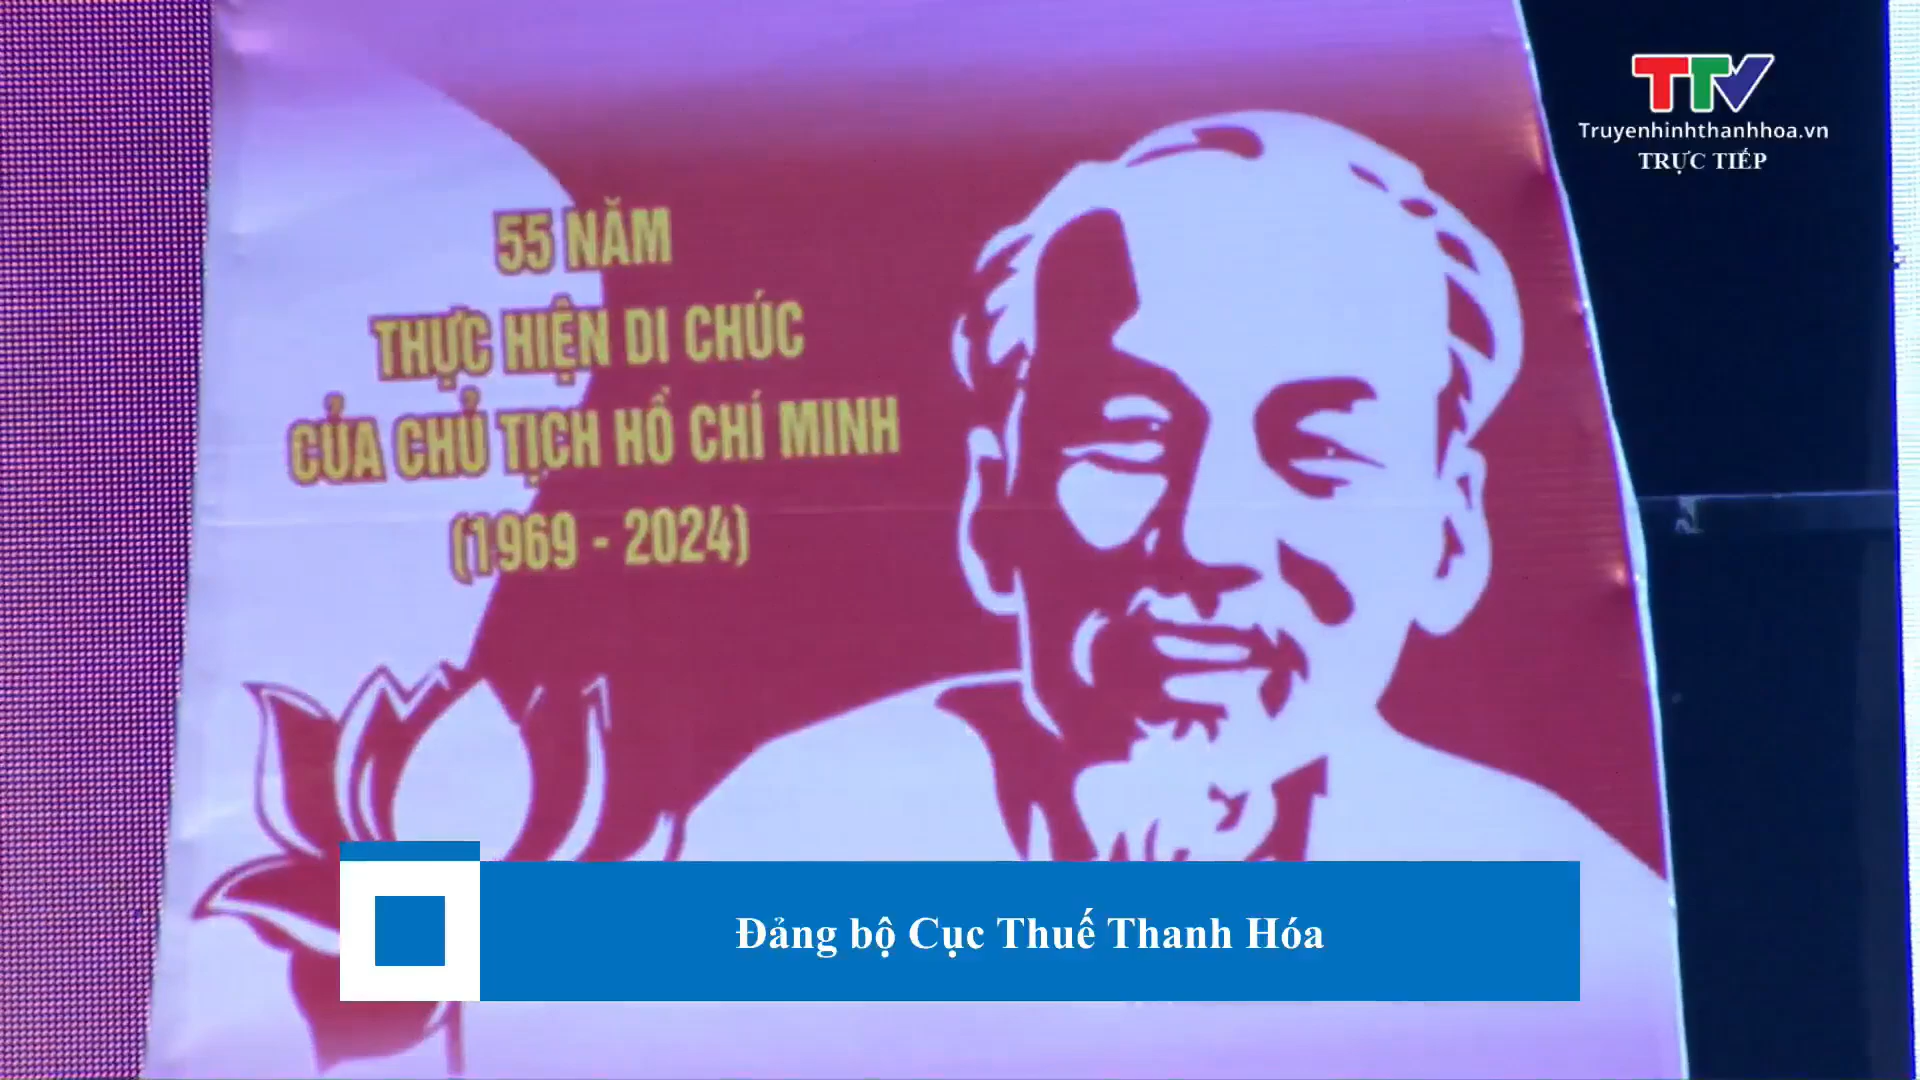 TTV
Truyenhinhthanhhoa.vn
TRỰC TIẾP
55 NĂM
THỰC HIỆN DI CHÚC
CỦA CHỦ TỊCH HỒ CHÍ MINH
(1969 - 2024)
Đảng bộ Cục Thuế Thanh Hóa